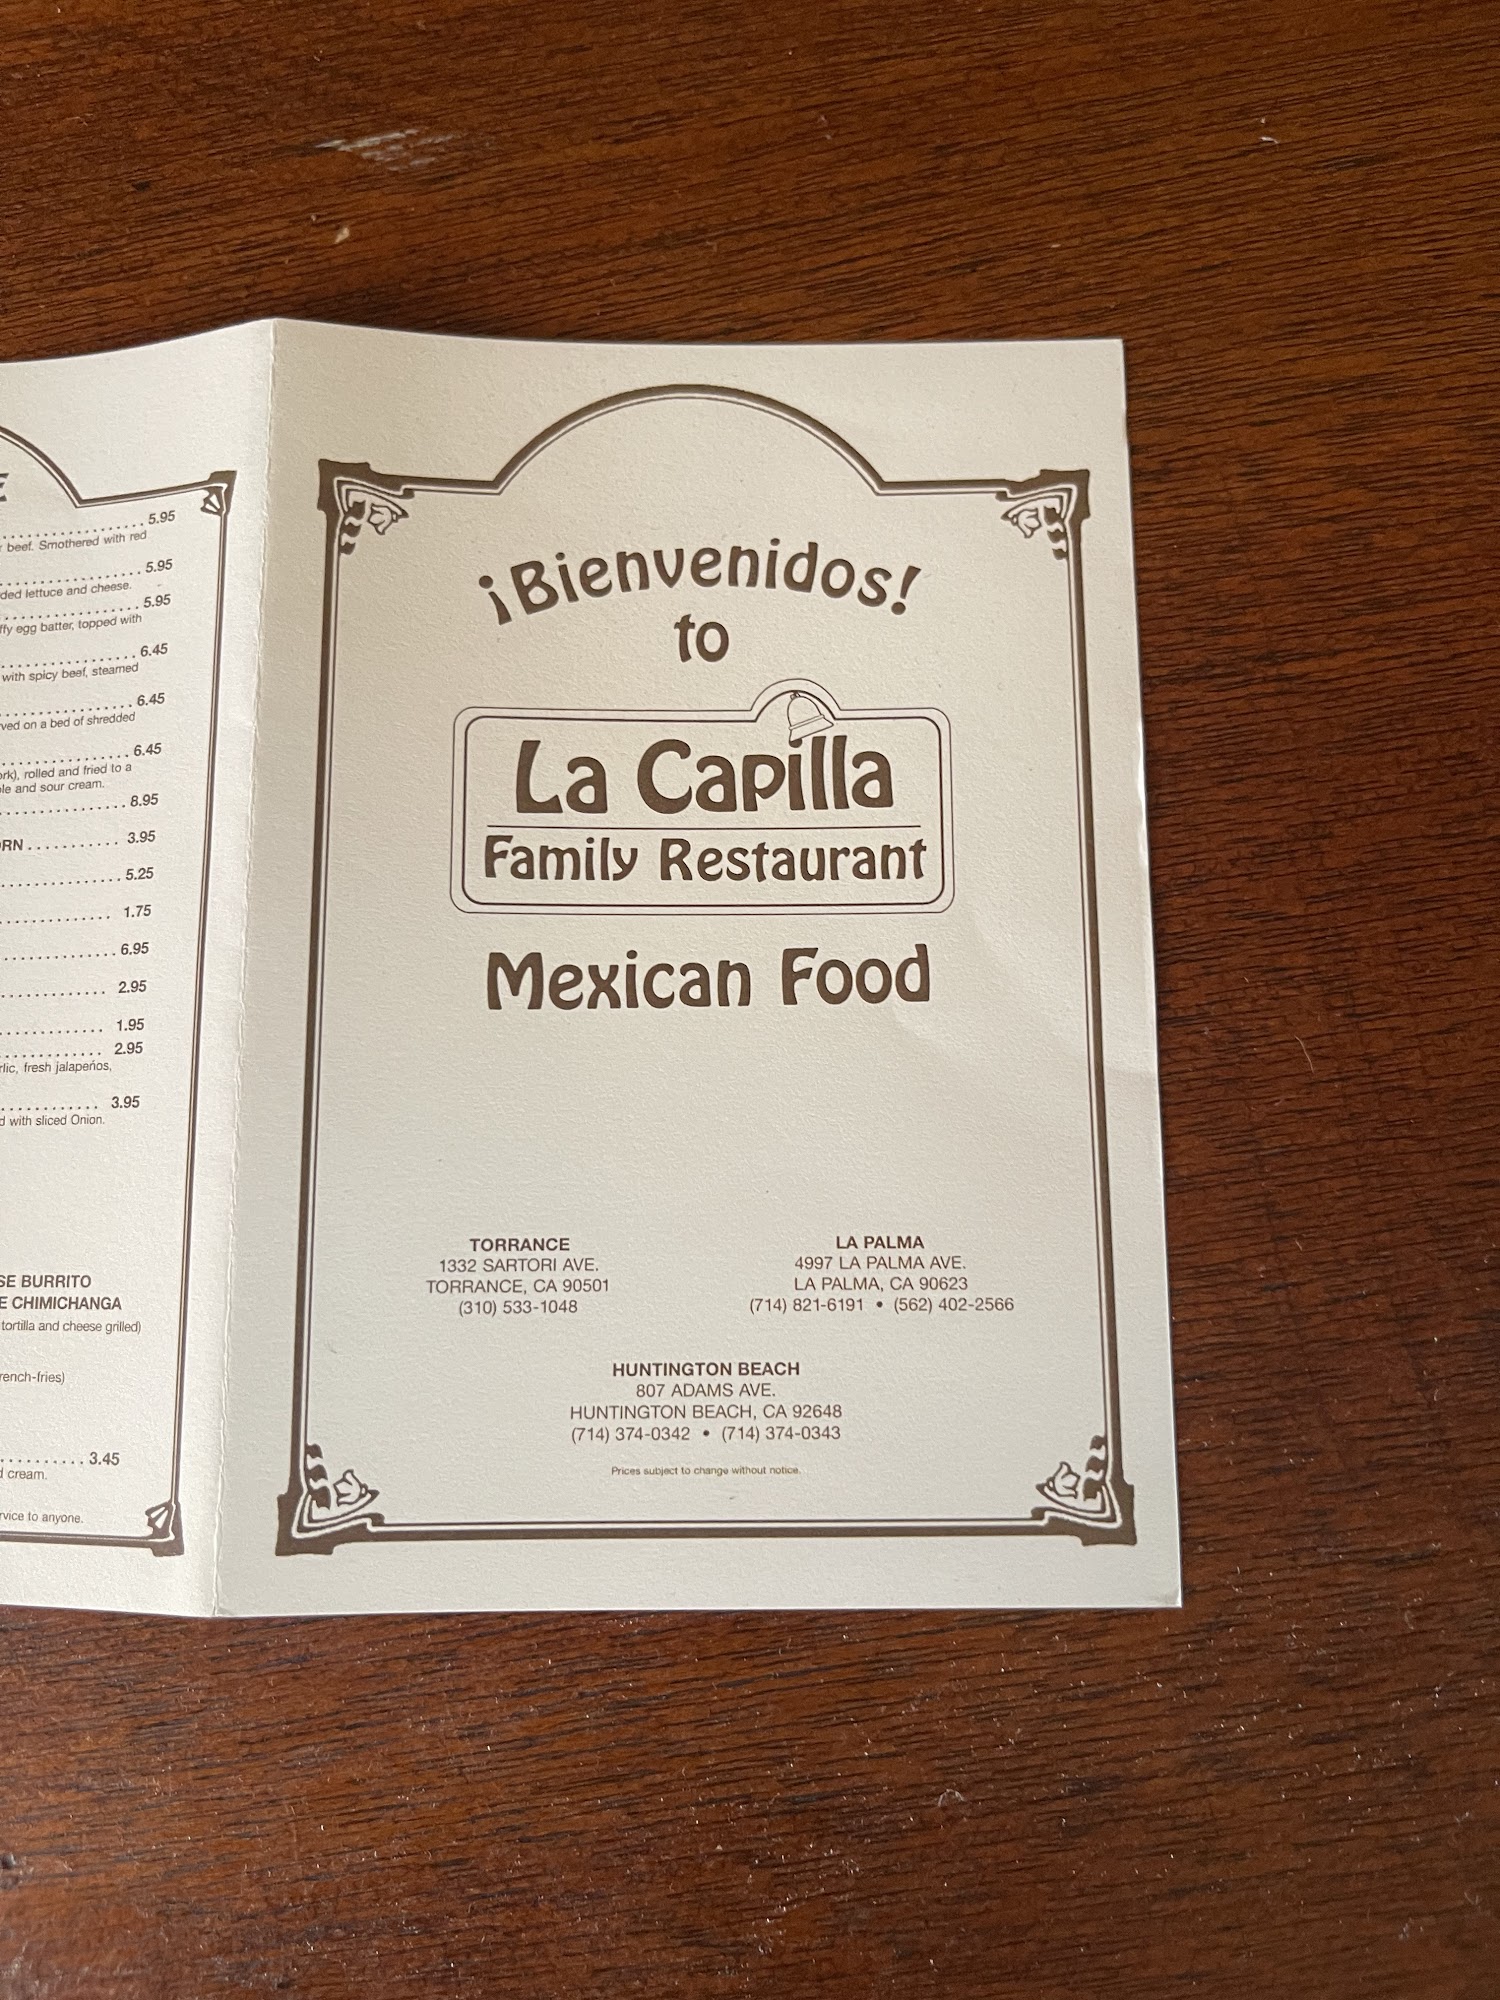 5.95
beef. Smothered with red
5.95
ded lettuce and cheese.
5.95
ffy egg batter, topped with
6.45
with spicy beef, steamed
6.45
ved on a bed of shredded
6.45
ork), rolled and fried to a
le and sour cream.
8.95
ORN . . . . . . . . . . . 3.95
5.25
1.75
6.95
2.95
1.95
2.95
rlic, fresh jalapeños,
3.95
d with sliced Onion.
SE BURRITO
E CHIMICHANGA
tortilla and cheese grilled)
rench-fries)
3.45
d cream.
rvice to anyone.
¡Bienvenidos!
to
La Capilla
Family Restaurant
Mexican Food
TORRANCE
1332 SARTORI AVE.
TORRANCE, CA 90501
(310) 533-1048
LA PALMA
4997 LA PALMA AVE.
LA PALMA, CA 90623
(714) 821-6191 • (562) 402-2566
HUNTINGTON BEACH
807 ADAMS AVE.
HUNTINGTON BEACH, CA 92648
(714) 374-0342 • (714) 374-0343
Prices subject to change without notice.